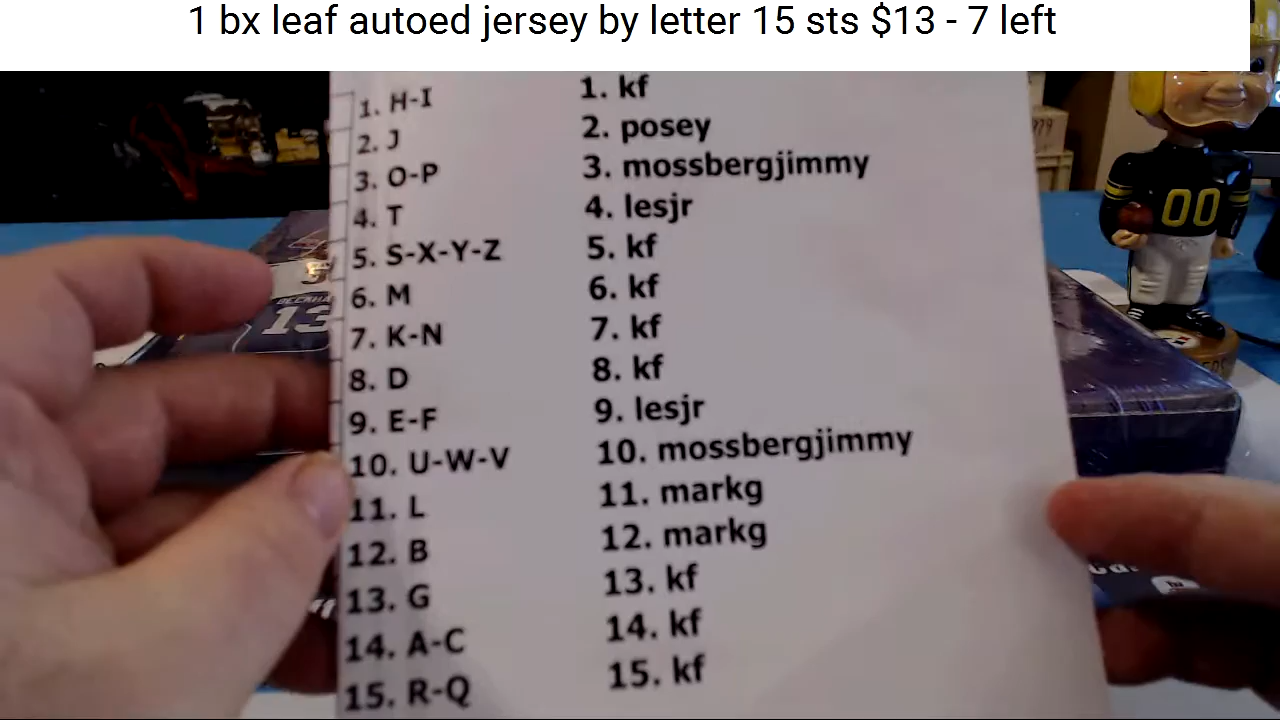 1 bx leaf autoed jersey by letter 15 sts $13 - 7 left
1. H-I 1. kf
2. J 2. posey
3. O-P 3. mossbergjimmy
4. T 4. lesjr
5. S-X-Y-Z 5. kf
6. M 6. kf
7. K-N 7. kf
8. D 8. kf
9. E-F 9. lesjr
10. U-W-V 10. mossbergjimmy
11. L 11. markg
12. B 12. markg
13. G 13. kf
14. A-C 14. kf
15. R-Q 15. kf
13
00